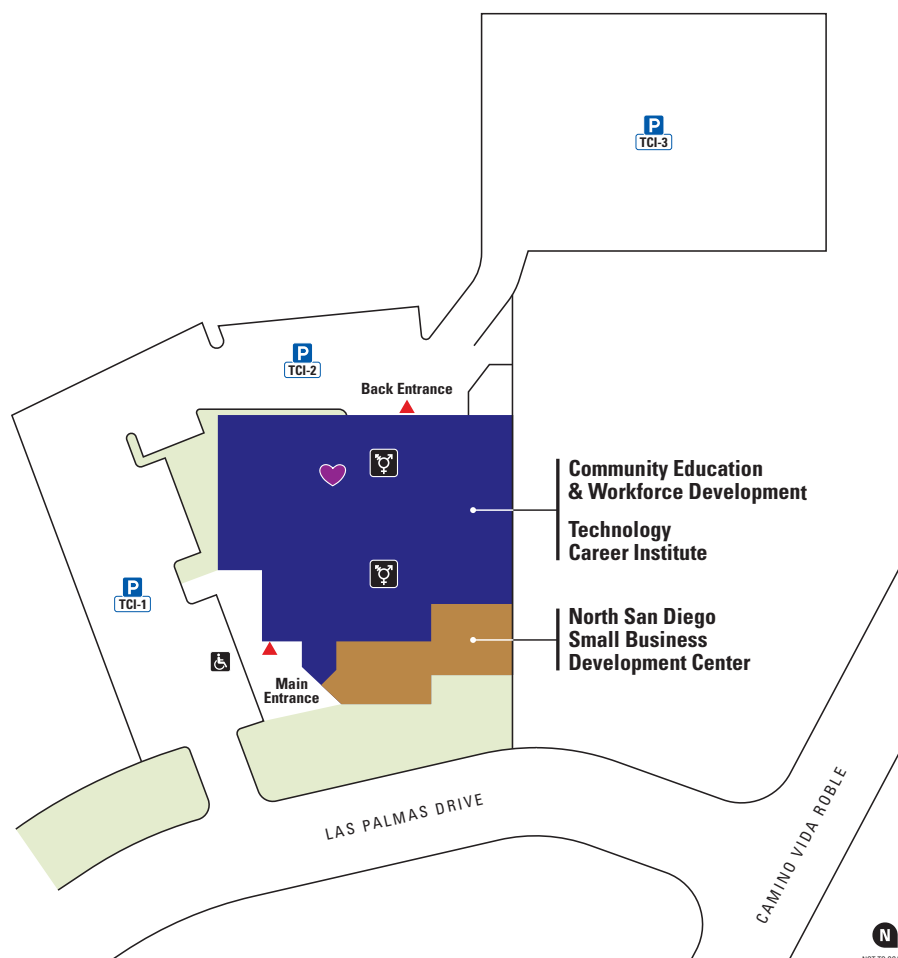 P
TCI-3
P
TCI-2
Back Entrance
Community Education
& Workforce Development
Technology
Career Institute
P
TCI-1
North San Diego
Small Business
Development Center
Main
Entrance
LAS PALMAS DRIVE
CAMINO VIDA ROBLE
N